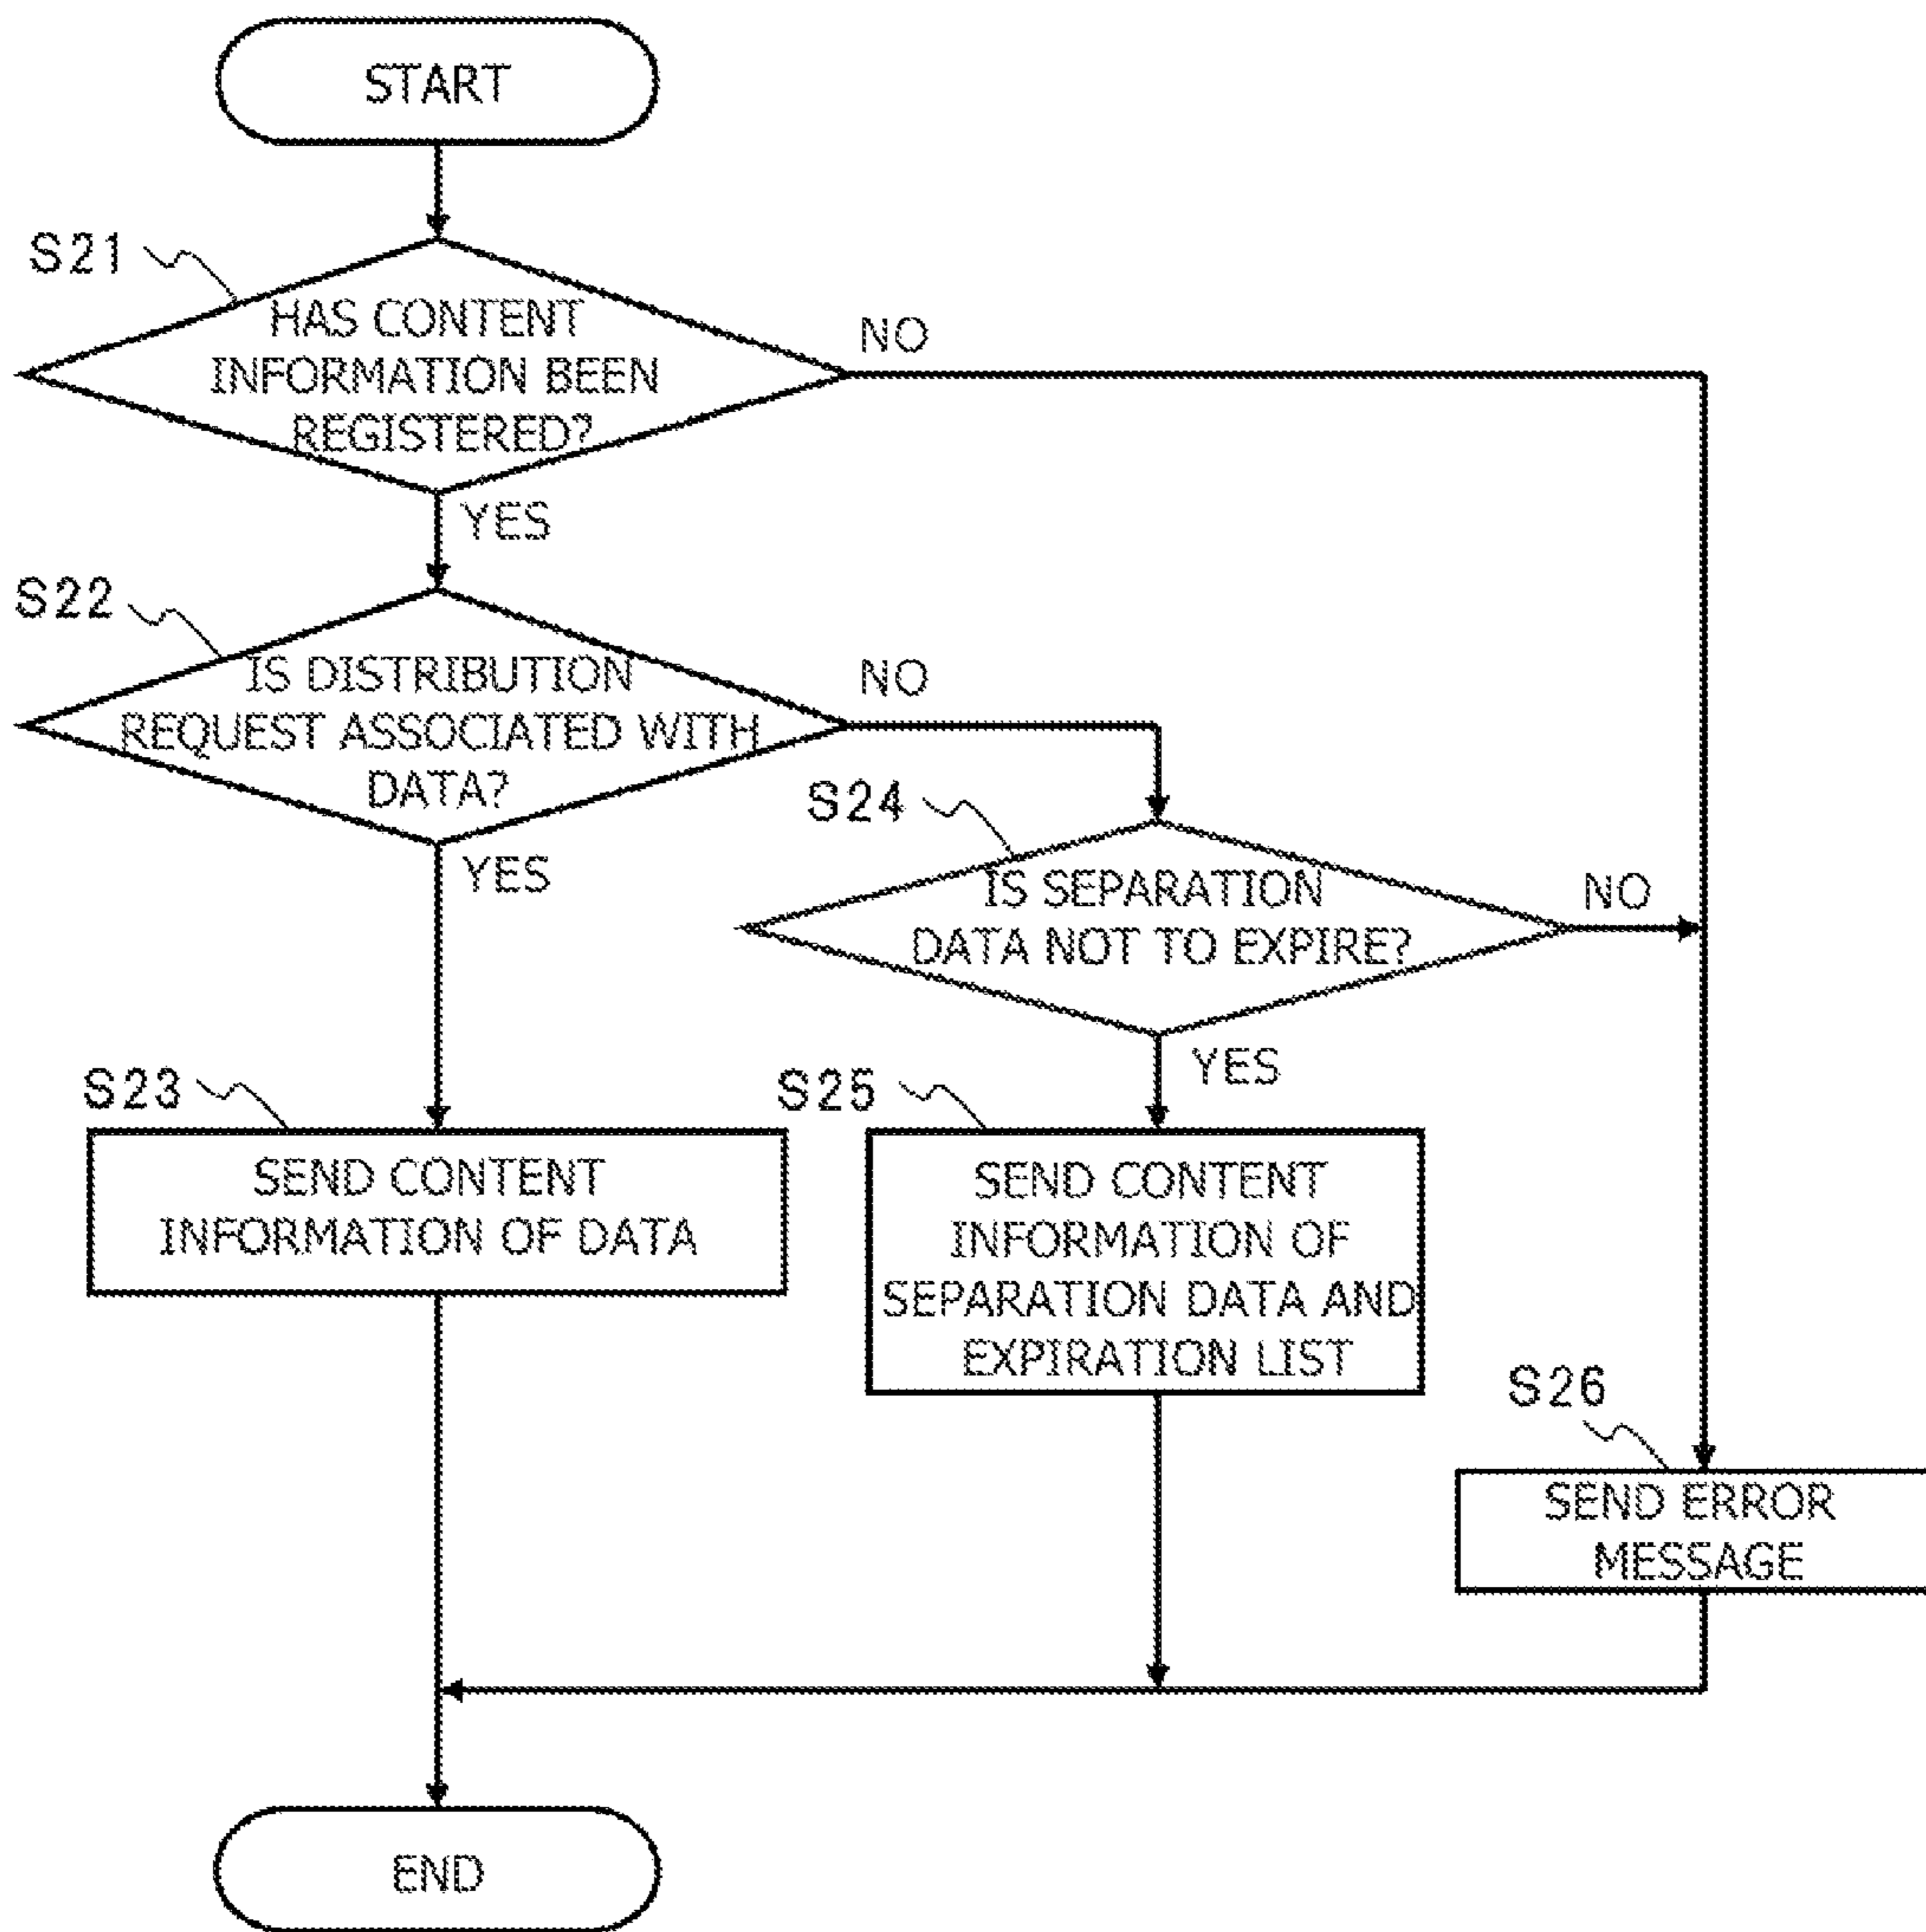 START
S21
HAS CONTENT
INFORMATION BEEN
REGISTERED?
NO
YES
S22
IS DISTRIBUTION
REQUEST ASSOCIATED WITH
DATA?
NO
YES
S24
IS SEPARATION
DATA NOT TO EXPIRE?
NO
YES
S23
SEND CONTENT
INFORMATION OF DATA
S25
SEND CONTENT
INFORMATION OF
SEPARATION DATA AND
EXPIRATION LIST
S26
SEND ERROR
MESSAGE
END